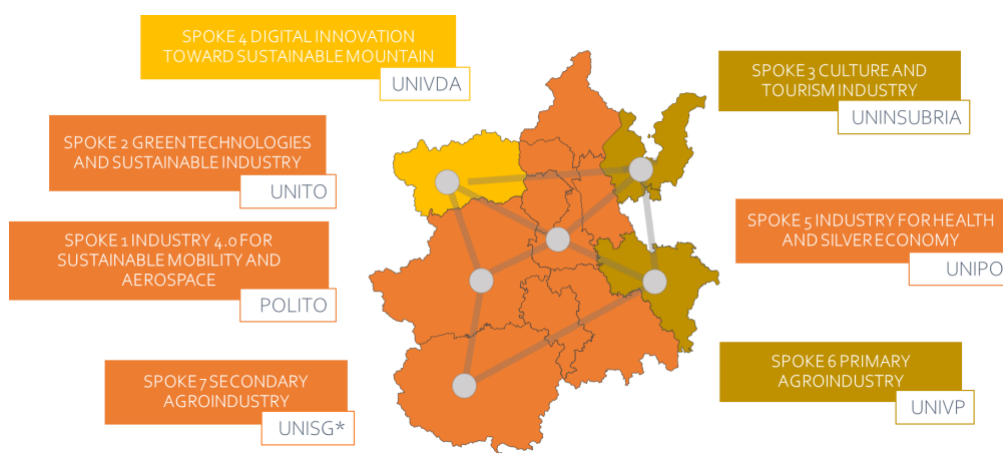 SPOKE 4 DIGITAL INNOVATION
TOWARD SUSTAINABLE MOUNTAIN
UNIVDA
SPOKE 3 CULTURE AND
TOURISM INDUSTRY
UNINSUBRIA
SPOKE 2 GREEN TECHNOLOGIES
AND SUSTAINABLE INDUSTRY
UNITO
SPOKE 1 INDUSTRY 4.0 FOR
SUSTAINABLE MOBILITY AND
AEROSPACE
POLITO
SPOKE 5 INDUSTRY FOR HEALTH
AND SILVER ECONOMY
UNIPO
SPOKE 7 SECONDARY
AGROINDUSTRY
UNISG*
SPOKE 6 PRIMARY
AGROINDUSTRY
UNIVP